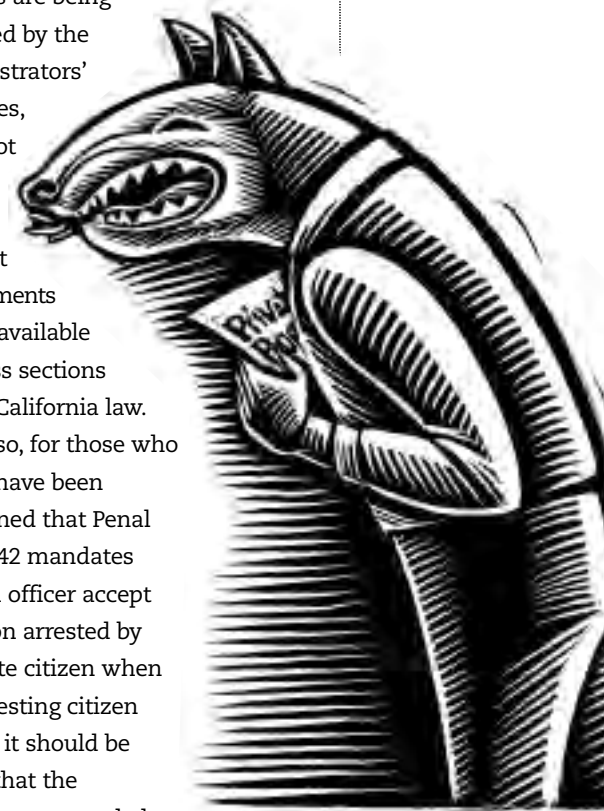 s are being
ed by the
strators’
es,
ot
t
ments
available
ss sections
California law.
so, for those who
have been
ned that Penal
42 mandates
officer accept
on arrested by
te citizen when
esting citizen
it should be
hat the
Priva